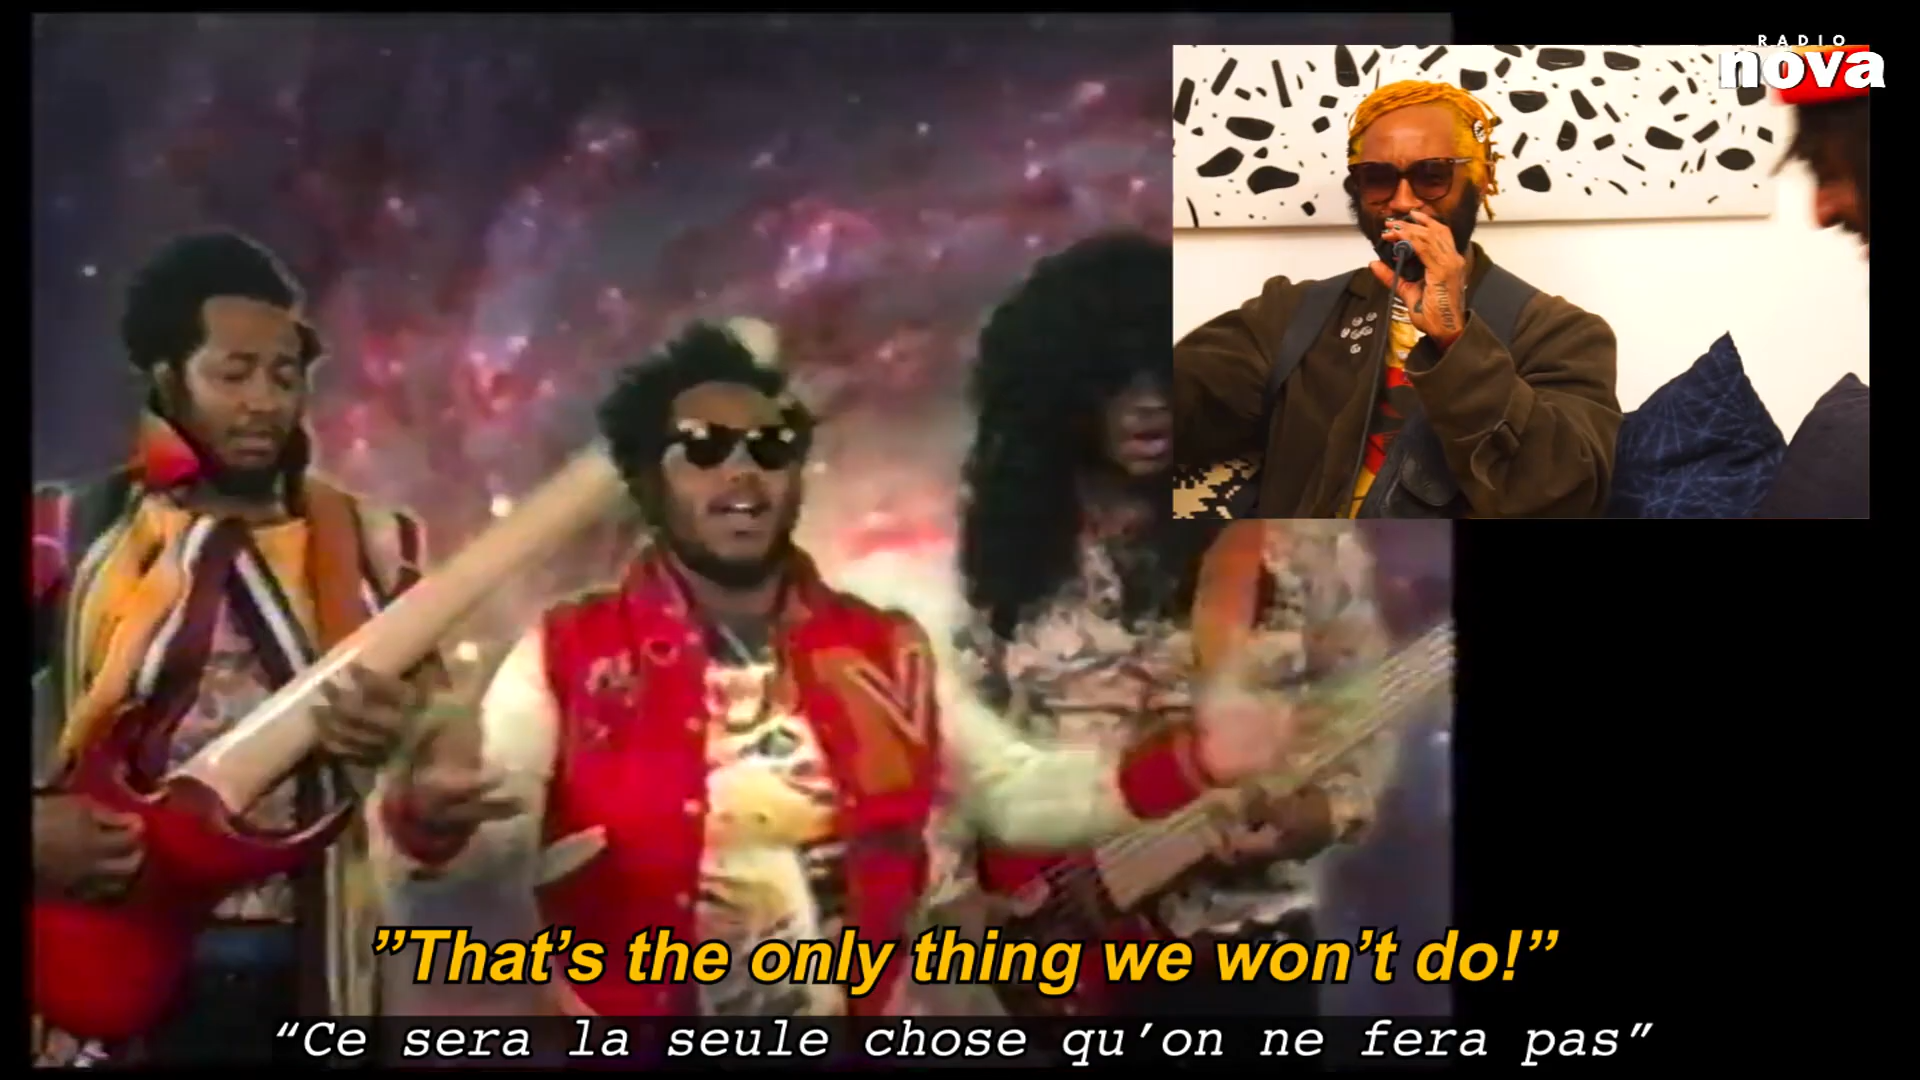 RADIO
nova
”That’s the only thing we won’t do!”
“Ce sera la seule chose qu’on ne fera pas”